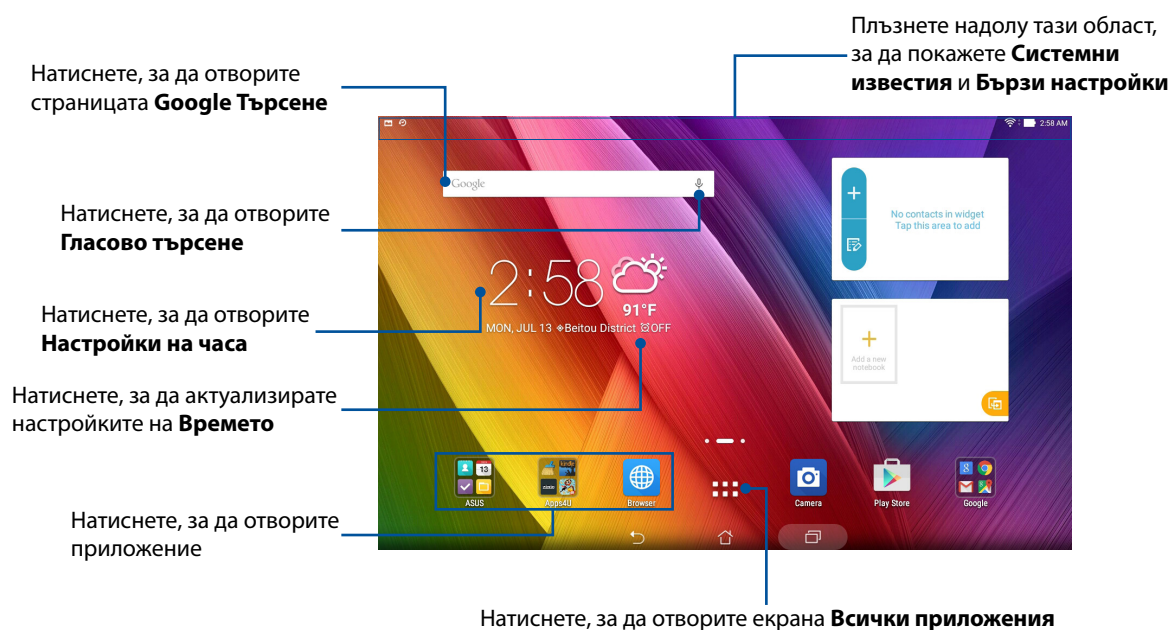 Плъзнете надолу тази област,
за да покажете Системни
известия и Бързи настройки
Натиснете, за да отворите
страницата Google Търсене
2:58 AM
Google
No contacts in widget
Tap this area to add
Натиснете, за да отворите
Гласово търсене
2:58
91°F
MON, JUL 13 Beitou District OFF
Натиснете, за да отворите
Настройки на часа
Add a new
notebook
Натиснете, за да актуализирате
настройките на Времето
13
kindle
ASUS
Apps4U
Browser
Camera
Play Store
Google
Натиснете, за да отворите
приложение
Натиснете, за да отворите екрана Всички приложения